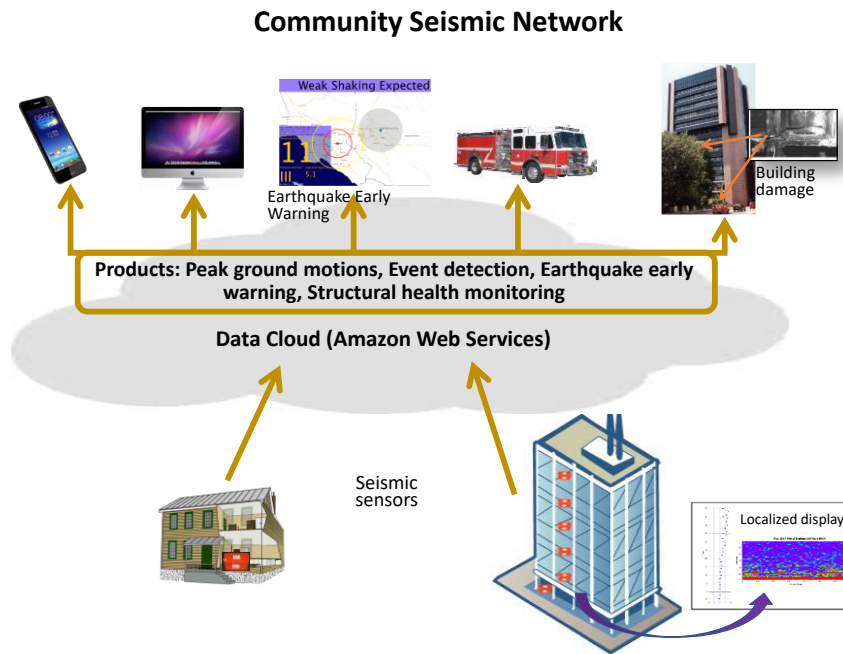 Community Seismic Network
Weak Shaking Expected
11
III
5.1
Earthquake Early
Warning
Building
damage
Products: Peak ground motions, Event detection, Earthquake early
warning, Structural health monitoring
Data Cloud (Amazon Web Services)
Seismic
sensors
Localized display